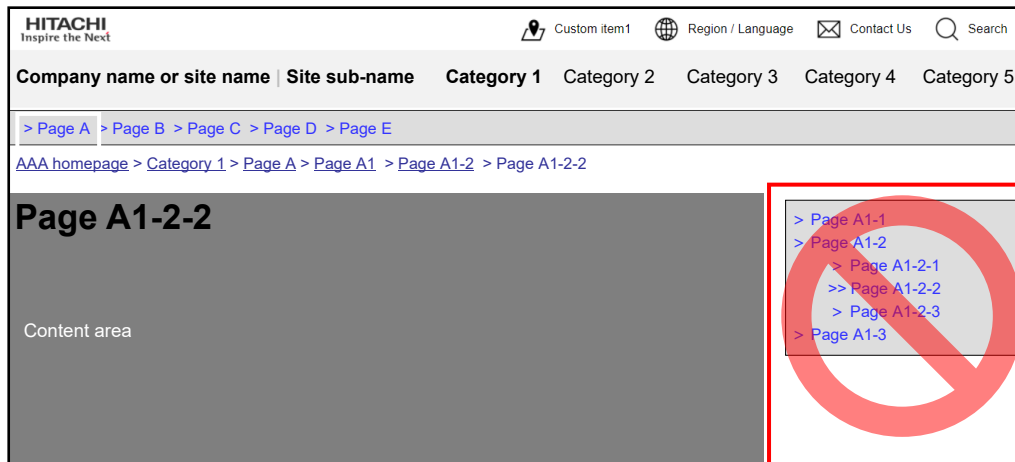 HITACHI
Inspire the Next
Custom item1 Region / Language Contact Us Search
Company name or site name | Site sub-name Category 1 Category 2 Category 3 Category 4 Category 5
> Page A > Page B > Page C > Page D > Page E
AAA homepage > Category 1 > Page A > Page A1 > Page A1-2 > Page A1-2-2
Page A1-2-2
Content area
> Page A1-1
> Page A1-2
> Page A1-2-1
>> Page A1-2-2
> Page A1-2-3
> Page A1-3